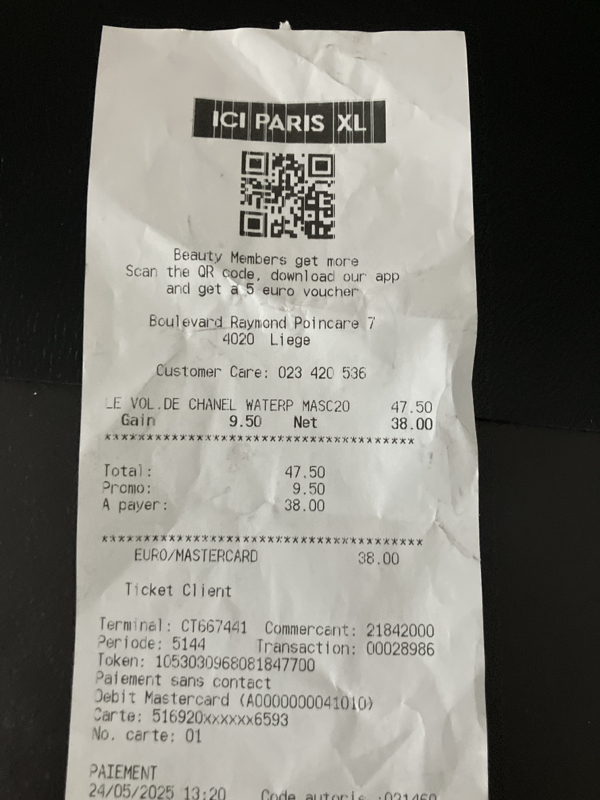 ICI PARIS XL
Beauty Members get more
Scan the QR code, download our app
and get a 5 euro voucher
Boulevard Raymond Poincare 7
4020 Liege
Customer Care: 023 420 536
LE VOL.DE CHANEL WATERP MASC20 47.50
Gain 9.50 Net 38.00
****************************************
Total: 47.50
Promo: 9.50
A payer: 38.00
****************************************
EURO/MASTERCARD 38.00
Ticket Client
Terminal: CT667441 Commercant: 21842000
Periode: 5144 Transaction: 00028986
Token: 1053030968081847700
Paiement sans contact
Debit Mastercard (A0000000041010)
Carte: 516920xxxxxx6593
No. carte: 01
PAIEMENT
24/05/2025 13:20 Code autoris.:021460